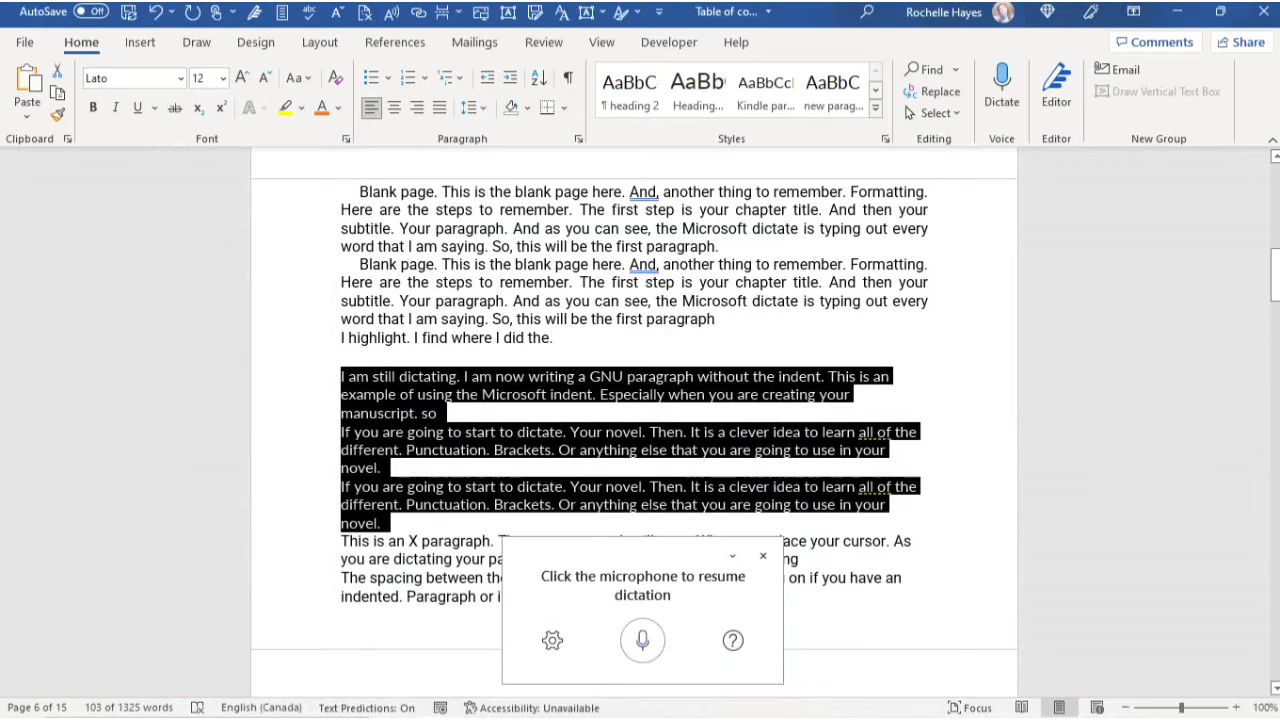 AutoSave Off Table of co... Rochelle Hayes
File Home Insert Draw Design Layout References Mailings Review View Developer Help Comments Share
Paste
Lato 12
Aa
B I U ab x₂ x² A A
AaBbC AaBb AaBbCcI AaBbC
¶ heading 2 Heading... Kindle par... new parag...
Find
Replace
Select
Dictate
Editor
Email
Draw Vertical Text Box
Clipboard Font Paragraph Styles Editing Voice Editor New Group
Blank page. This is the blank page here. And, another thing to remember. Formatting.
Here are the steps to remember. The first step is your chapter title. And then your
subtitle. Your paragraph. And as you can see, the Microsoft dictate is typing out every
word that I am saying. So, this will be the first paragraph.
Blank page. This is the blank page here. And, another thing to remember. Formatting.
Here are the steps to remember. The first step is your chapter title. And then your
subtitle. Your paragraph. And as you can see, the Microsoft dictate is typing out every
word that I am saying. So, this will be the first paragraph
I highlight. I find where I did the.
I am still dictating. I am now writing a GNU paragraph without the indent. This is an
example of using the Microsoft indent. Especially when you are creating your
manuscript. so
If you are going to start to dictate. Your novel. Then. It is a clever idea to learn all of the
different. Punctuation. Brackets. Or anything else that you are going to use in your
novel.
If you are going to start to dictate. Your novel. Then. It is a clever idea to learn all of the
different. Punctuation. Brackets. Or anything else that you are going to use in your
novel.
This is an X paragraph. ace your cursor. As
you are dictating your pa ng
The spacing between the on if you have an
indented. Paragraph or i
Click the microphone to resume
dictation
Page 6 of 15 103 of 1325 words English (Canada) Text Predictions: On Accessibility: Unavailable Focus 100%